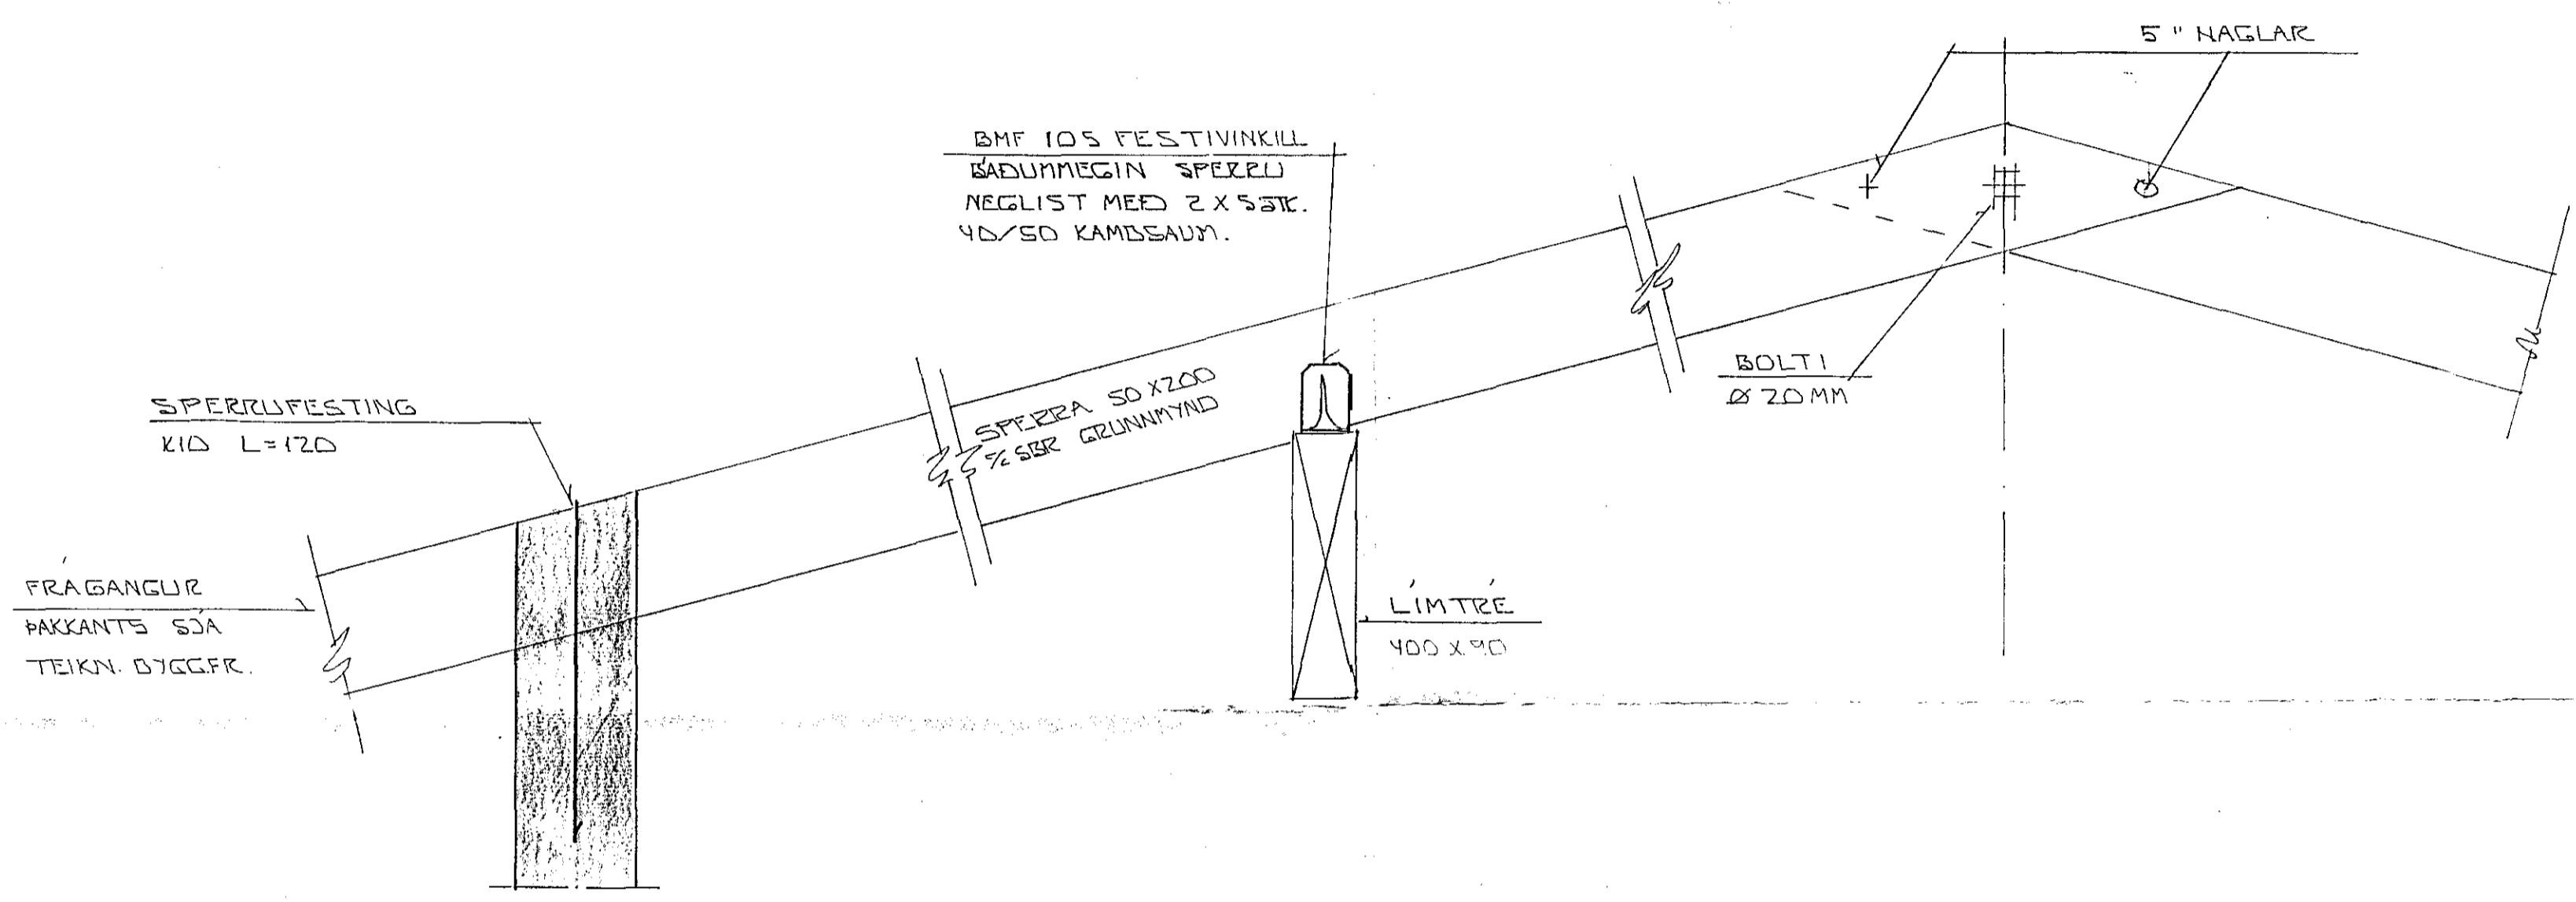 5" NAGLAR
BMF 105 FESTIVINKILL
BÁÐUMMEGIN SPERRU
NEGLIST MEÐ 2 X 5 STK.
40/50 KAMBSAUM.
SPERRUFESTING
K10 L=120
SPERRA 50 X 200
% SBR GRUNNMYND
BOLTI
Ø 20 MM
FRÁGANGUR
ÞAKKANTS SJÁ
TEIKN. BYGG.FR.
LÍMTRÉ
400 X 90